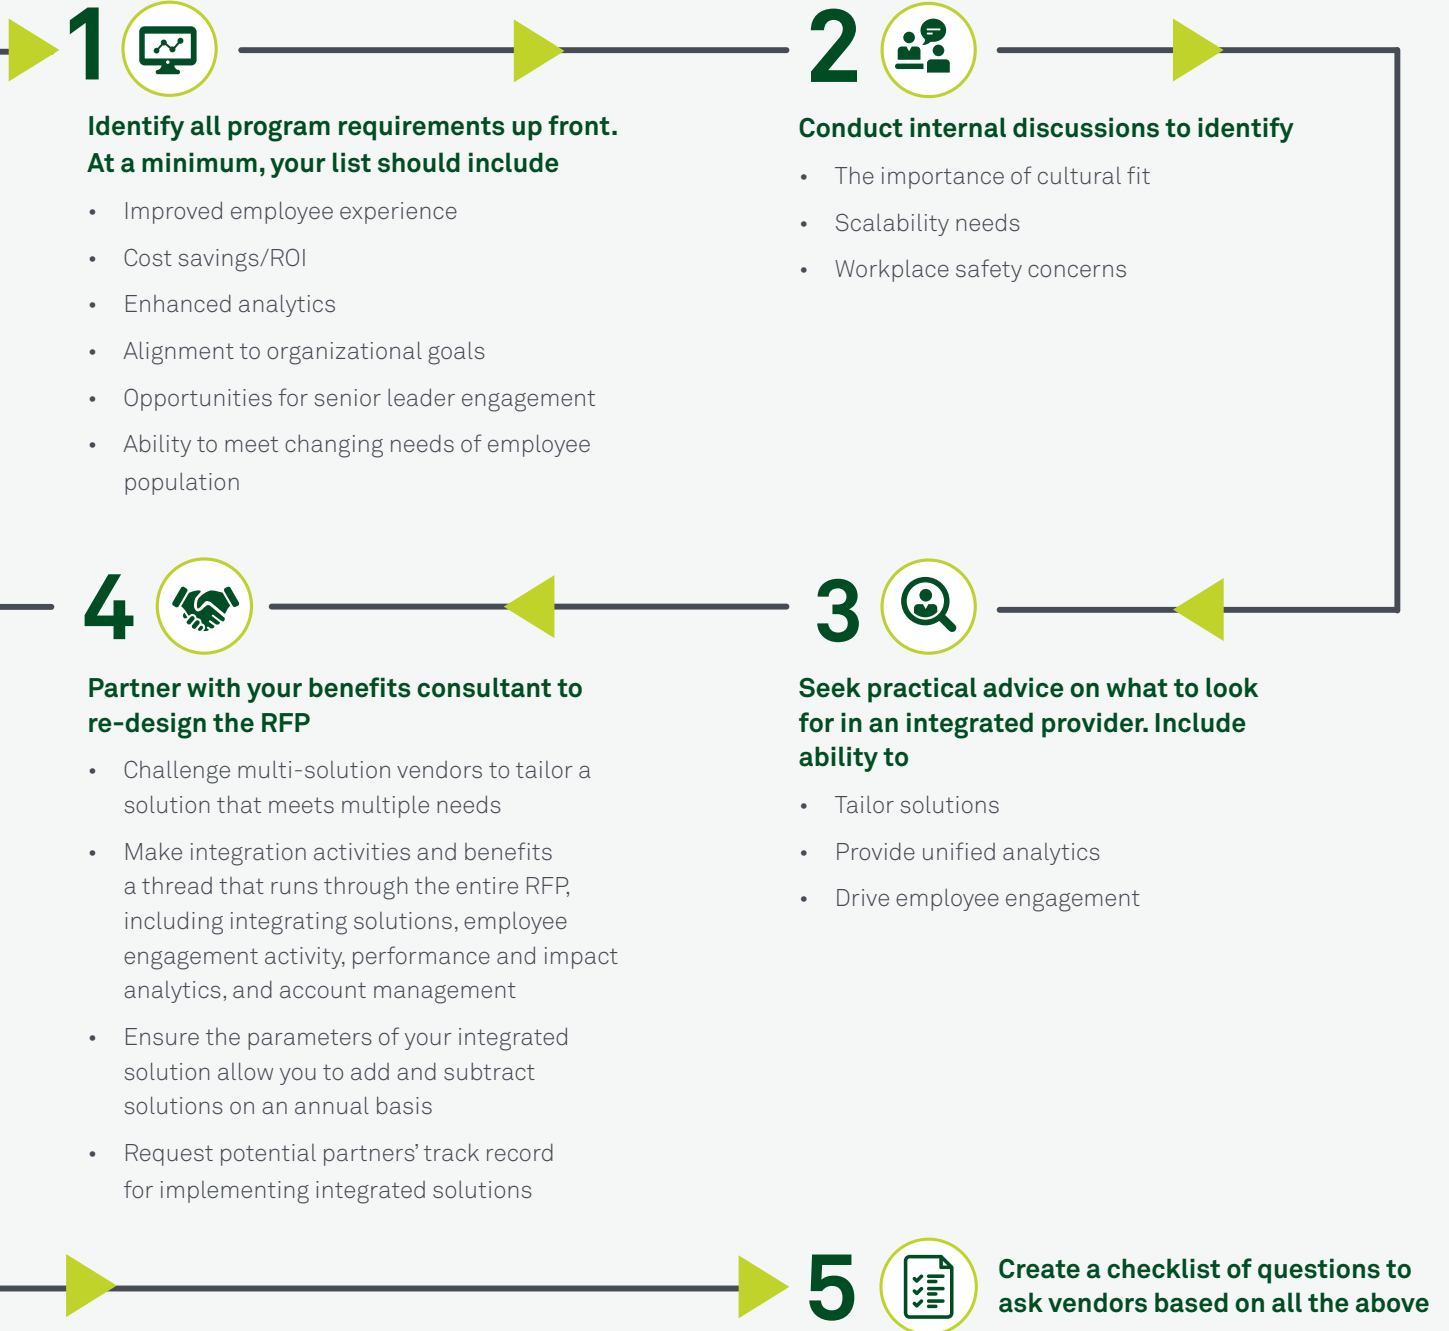 1
Identify all program requirements up front.
At a minimum, your list should include
• Improved employee experience
• Cost savings/ROI
• Enhanced analytics
• Alignment to organizational goals
• Opportunities for senior leader engagement
• Ability to meet changing needs of employee
population
2
Conduct internal discussions to identify
• The importance of cultural fit
• Scalability needs
• Workplace safety concerns
3
Seek practical advice on what to look
for in an integrated provider. Include
ability to
• Tailor solutions
• Provide unified analytics
• Drive employee engagement
4
Partner with your benefits consultant to
re-design the RFP
• Challenge multi-solution vendors to tailor a
solution that meets multiple needs
• Make integration activities and benefits
a thread that runs through the entire RFP,
including integrating solutions, employee
engagement activity, performance and impact
analytics, and account management
• Ensure the parameters of your integrated
solution allow you to add and subtract
solutions on an annual basis
• Request potential partners’ track record
for implementing integrated solutions
5
Create a checklist of questions to
ask vendors based on all the above